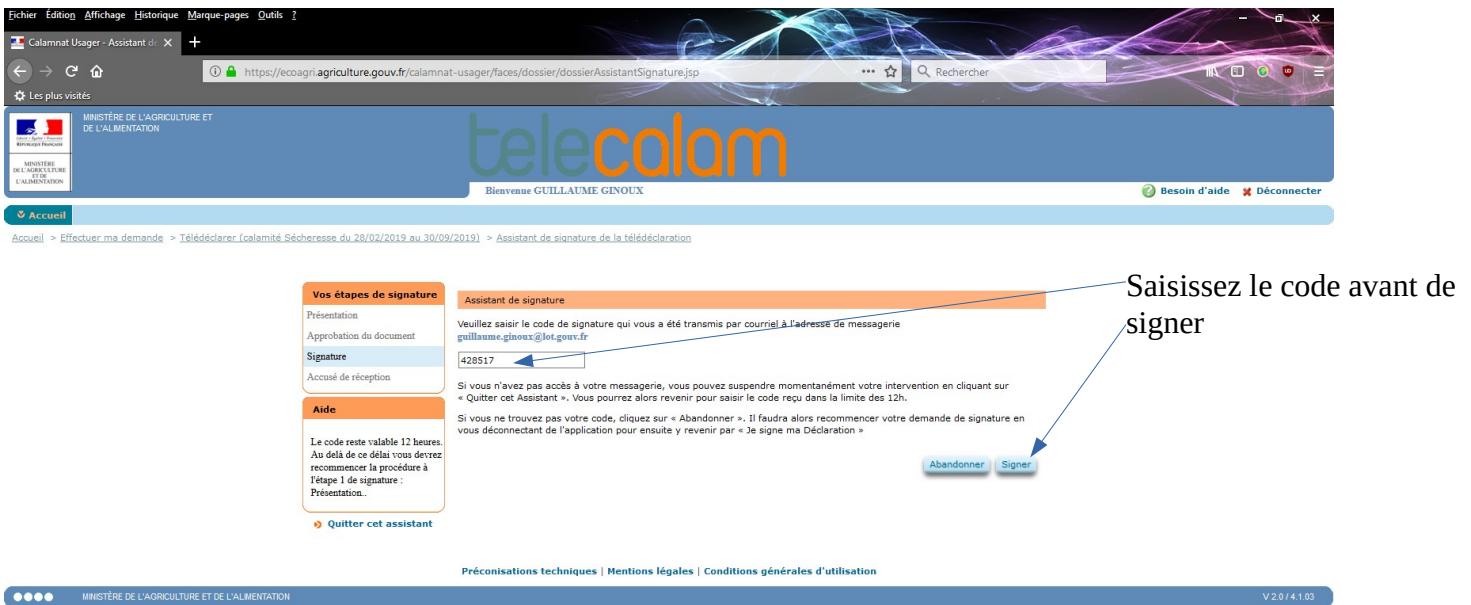 Fichier Édition Affichage Historique Marque-pages Outils ?
Calamnat Usager - Assistant de
https://ecoagri.agriculture.gouv.fr/calamnat-usager/faces/dossier/dossierAssistantSignature.jsp
Rechercher
Les plus visités
MINISTÈRE DE L'AGRICULTURE ET
DE L'ALIMENTATION
Liberté • Égalité • Fraternité
RÉPUBLIQUE FRANÇAISE
MINISTÈRE
DE L'AGRICULTURE
ET DE
L'ALIMENTATION
telecalam
Bienvenue GUILLAUME GINOUX
Besoin d'aide Déconnecter
Accueil
Accueil > Effectuer ma demande > Télédéclarer (calamité Sécheresse du 28/02/2019 au 30/09/2019) > Assistant de signature de la télédéclaration
Saisissez le code avant de
signer
Vos étapes de signature
Présentation
Approbation du document
Signature
Accusé de réception
Aide
Le code reste valable 12 heures.
Au delà de ce délai vous devrez
recommencer la procédure à
l'étape 1 de signature :
Présentation..
Quitter cet assistant
Assistant de signature
Veuillez saisir le code de signature qui vous a été transmis par courriel à l'adresse de messagerie
guillaume.ginoux@lot.gouv.fr
428517
Si vous n'avez pas accès à votre messagerie, vous pouvez suspendre momentanément votre intervention en cliquant sur
« Quitter cet Assistant ». Vous pourrez alors revenir pour saisir le code reçu dans la limite des 12h.
Si vous ne trouvez pas votre code, cliquez sur « Abandonner ». Il faudra alors recommencer votre demande de signature en
vous déconnectant de l'application pour ensuite y revenir par « Je signe ma Déclaration »
Abandonner Signer
Préconisations techniques | Mentions légales | Conditions générales d'utilisation
MINISTÈRE DE L'AGRICULTURE ET DE L'ALIMENTATION
V 2.0 / 4.1.03